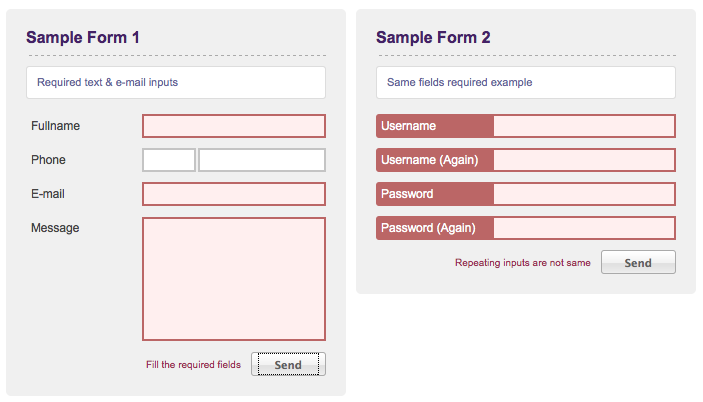 Sample Form 1
Required text & e-mail inputs
Fullname
Phone
E-mail
Message
Fill the required fields
Send
Sample Form 2
Same fields required example
Username
Username (Again)
Password
Password (Again)
Repeating inputs are not same
Send